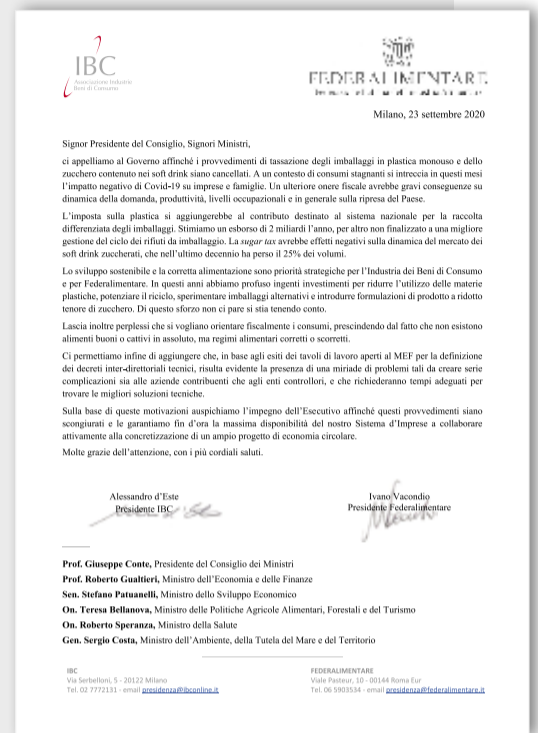 IBC
Associazione Industrie
Beni di Consumo
FEDERALIMENTARE
Milano, 23 settembre 2020
Signor Presidente del Consiglio, Signori Ministri,
ci appelliamo al Governo affinché i provvedimenti di tassazione degli imballaggi in plastica monouso e dello
zucchero contenuto nei soft drink siano cancellati. A un contesto di consumi stagnanti si intreccia in questi mesi
l'impatto negativo di Covid-19 su imprese e famiglie. Un ulteriore onere fiscale avrebbe gravi conseguenze su
dinamica della domanda, produttività, livelli occupazionali e in generale sulla ripresa del Paese.
L'imposta sulla plastica si aggiungerebbe al contributo destinato al sistema nazionale per la raccolta
differenziata degli imballaggi. Stimiamo un esborso di 2 miliardi l'anno, per altro non finalizzato a una migliore
gestione del ciclo dei rifiuti da imballaggio. La sugar tax avrebbe effetti negativi sulla dinamica del mercato dei
soft drink zuccherati, che nell'ultimo decennio ha perso il 25% dei volumi.
Lo sviluppo sostenibile e la corretta alimentazione sono priorità strategiche per l'Industria dei Beni di Consumo
e per Federalimentare. In questi anni abbiamo profuso ingenti investimenti per ridurre l'utilizzo delle materie
plastiche, potenziare il riciclo, sperimentare imballaggi alternativi e introdurre formulazioni di prodotto a ridotto
tenore di zucchero. Di questo sforzo non ci pare si stia tenendo conto.
Lascia inoltre perplessi che si vogliano orientare fiscalmente i consumi, prescindendo dal fatto che non esistono
alimenti buoni o cattivi in assoluto, ma regimi alimentari corretti o scorretti.
Ci permettiamo infine di aggiungere che, in base agli esiti dei tavoli di lavoro aperti al MEF per la definizione
dei decreti inter-direttoriali tecnici, risulta evidente la presenza di una miriade di problemi tali da creare serie
complicazioni sia alle aziende contribuenti che agli enti controllori, e che richiederanno tempi adeguati per
trovare le migliori soluzioni tecniche.
Sulla base di queste motivazioni auspichiamo l'impegno dell'Esecutivo affinché questi provvedimenti siano
scongiurati e le garantiamo fin d'ora la massima disponibilità del nostro Sistema d'Imprese a collaborare
attivamente alla concretizzazione di un ampio progetto di economia circolare.
Molte grazie dell'attenzione, con i più cordiali saluti.
Alessandro d'Este
Presidente IBC
Ivano Vacondio
Presidente Federalimentare
Prof. Giuseppe Conte, Presidente del Consiglio dei Ministri
Prof. Roberto Gualtieri, Ministro dell'Economia e delle Finanze
Sen. Stefano Patuanelli, Ministro dello Sviluppo Economico
On. Teresa Bellanova, Ministro delle Politiche Agricole Alimentari, Forestali e del Turismo
On. Roberto Speranza, Ministro della Salute
Gen. Sergio Costa, Ministro dell'Ambiente, della Tutela del Mare e del Territorio
IBC
Via Serbelloni, 5 - 20122 Milano
Tel. 02 7772131 - email presidenza@ibconline.it
FEDERALIMENTARE
Viale Pasteur, 10 - 00144 Roma Eur
Tel. 06 5903534 - email presidenza@federalimentare.it